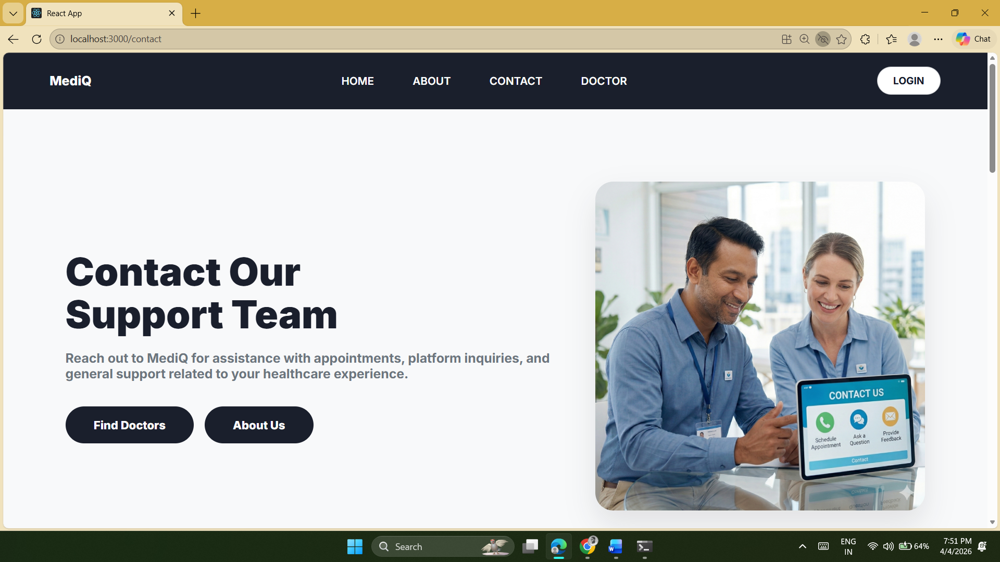 React App
localhost:3000/contact
Chat
MediQ
HOME
ABOUT
CONTACT
DOCTOR
LOGIN
Contact Our
Support Team
Reach out to MediQ for assistance with appointments, platform inquiries, and
general support related to your healthcare experience.
Find Doctors
About Us
CONTACT US
Schedule
Appointment
Ask a
Question
Provide
Feedback
Contact
Search
ENG
IN
64%
7:51 PM
4/4/2026